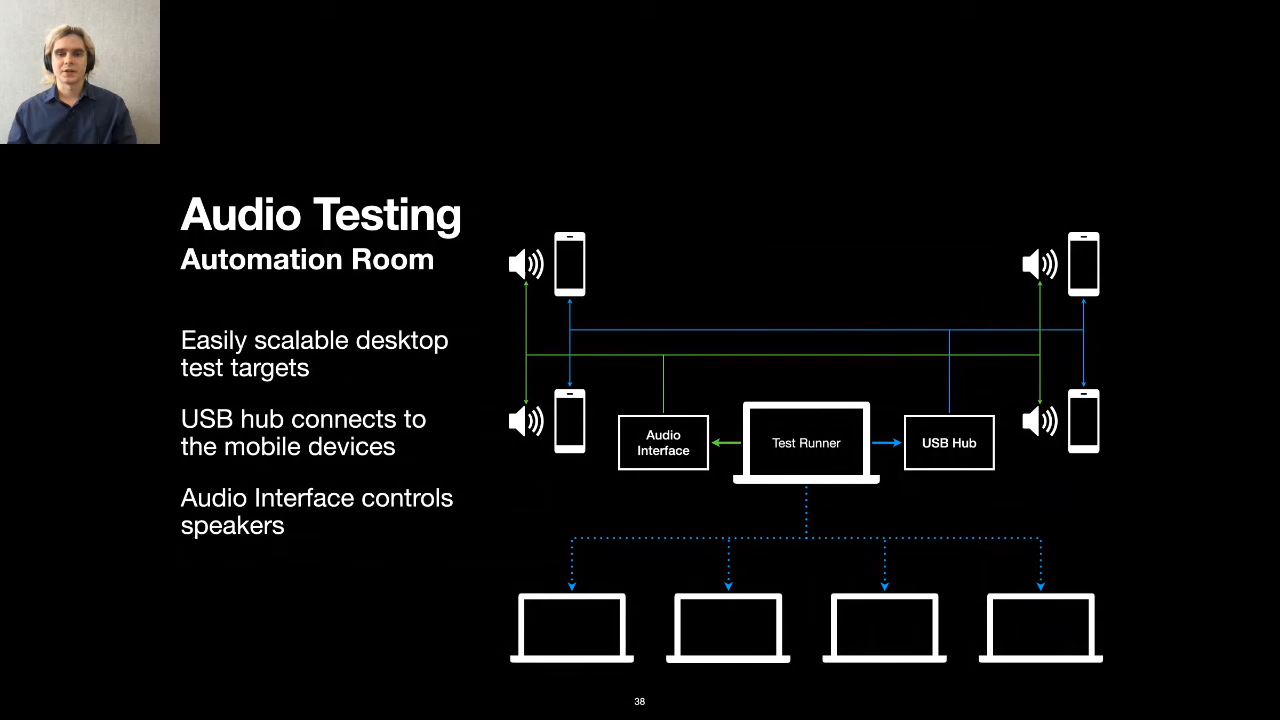 Audio Testing
Automation Room
Easily scalable desktop
test targets
USB hub connects to
the mobile devices
Audio Interface controls
speakers
Audio
Interface
Test Runner
USB Hub
38